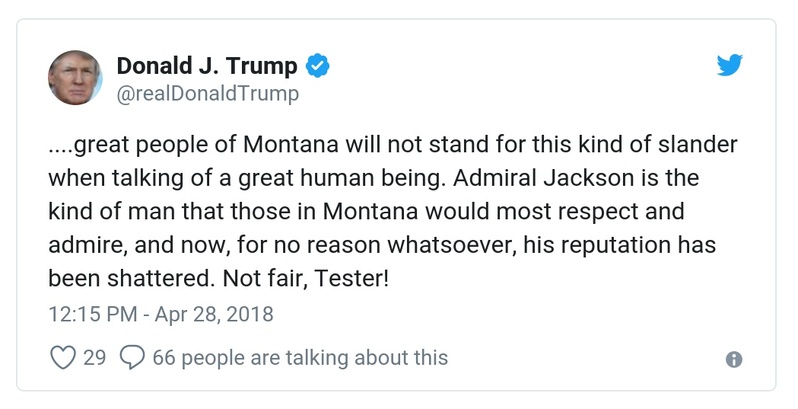 Donald J. Trump
@realDonaldTrump
....great people of Montana will not stand for this kind of slander
when talking of a great human being. Admiral Jackson is the
kind of man that those in Montana would most respect and
admire, and now, for no reason whatsoever, his reputation has
been shattered. Not fair, Tester!
12:15 PM - Apr 28, 2018
29 66 people are talking about this